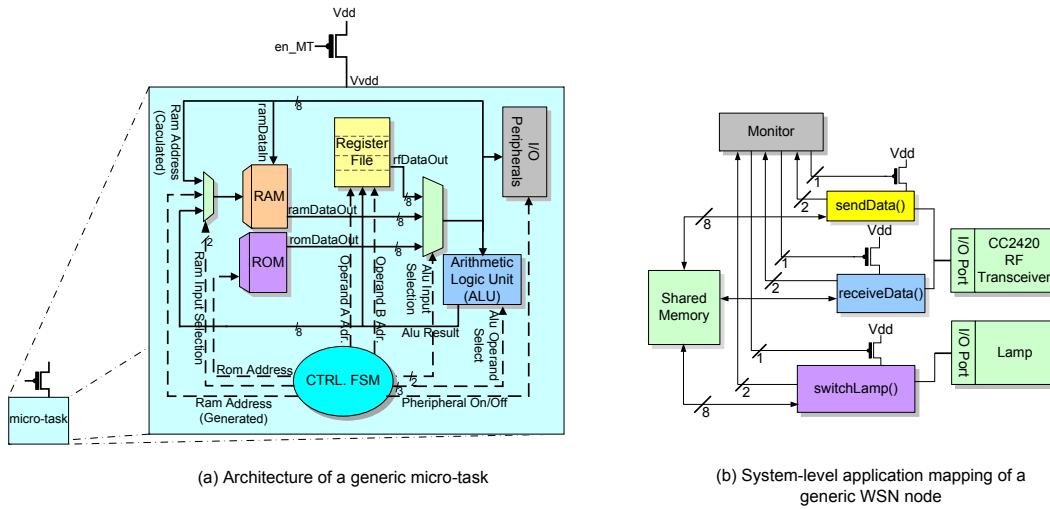 Vdd
en_MT
Vvdd
8
Ram Address
(Caculated)
ramDataIn
Register
File
rfDataOut
I/O
Peripherals
8
RAM
ramDataOut
8
2
romDataOut
8
ROM
Ram Input Selection
Operand A Adr.
Operand B Adr.
Alu Input
Selection
Arithmetic
Logic Unit
(ALU)
8
Alu Result
Alu Operand
Select
Rom Address
CTRL. FSM
2
3
Ram Address
(Generated)
Pheripheral On/Off
micro-task
(a) Architecture of a generic micro-task
Monitor
Vdd
1
2
sendData()
8
Vdd
1
2
receiveData()
I/O Port
CC2420
RF
Transceiver
Shared
Memory
Vdd
1
2
switchLamp()
8
I/O Port
Lamp
(b) System-level application mapping of a
generic WSN node